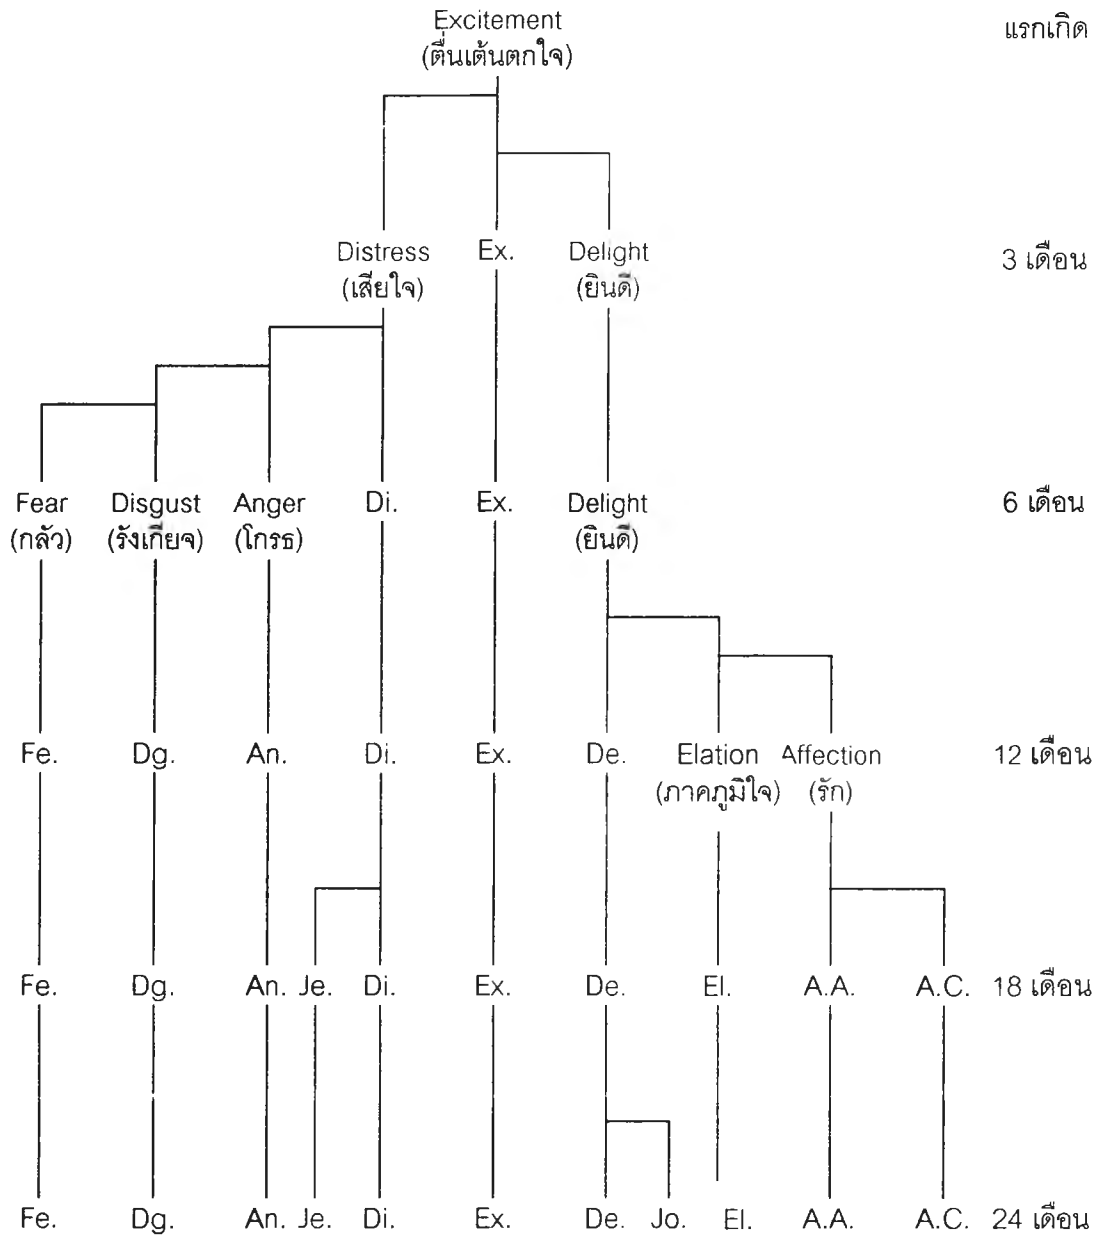 Excitement แรกเกิด
(ตื่นเต้นตกใจ)
Distress Ex. Delight 3 เดือน
(เสียใจ) (ยินดี)
Fear Disgust Anger Di. Ex. Delight 6 เดือน
(กลัว) (รังเกียจ) (โกรธ) (ยินดี)
Fe. Dg. An. Di. Ex. De. Elation Affection 12 เดือน
(ภาคภูมิใจ) (รัก)
Fe. Dg. An. Je. Di. Ex. De. El. A.A. A.C. 18 เดือน
Fe. Dg. An. Je. Di. Ex. De. Jo. El. A.A. A.C. 24 เดือน